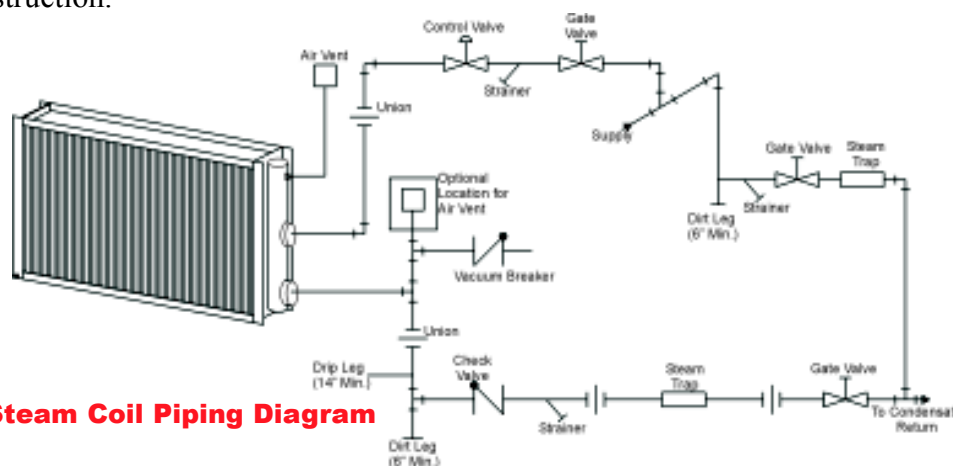 Control Valve
Gate
Valve
Air Vent
Strainer
Union
Supply
Gate Valve
Steam
Trap
Optional
Location for
Air Vent
Strainer
Dirt Leg
(6" Min.)
Vacuum Breaker
Union
Drip Leg
(14" Min.)
Check
Valve
Steam
Trap
Gate Valve
Steam Coil Piping Diagram
Strainer
To Condensat
Return
Dirt Leg
(6" Min.)